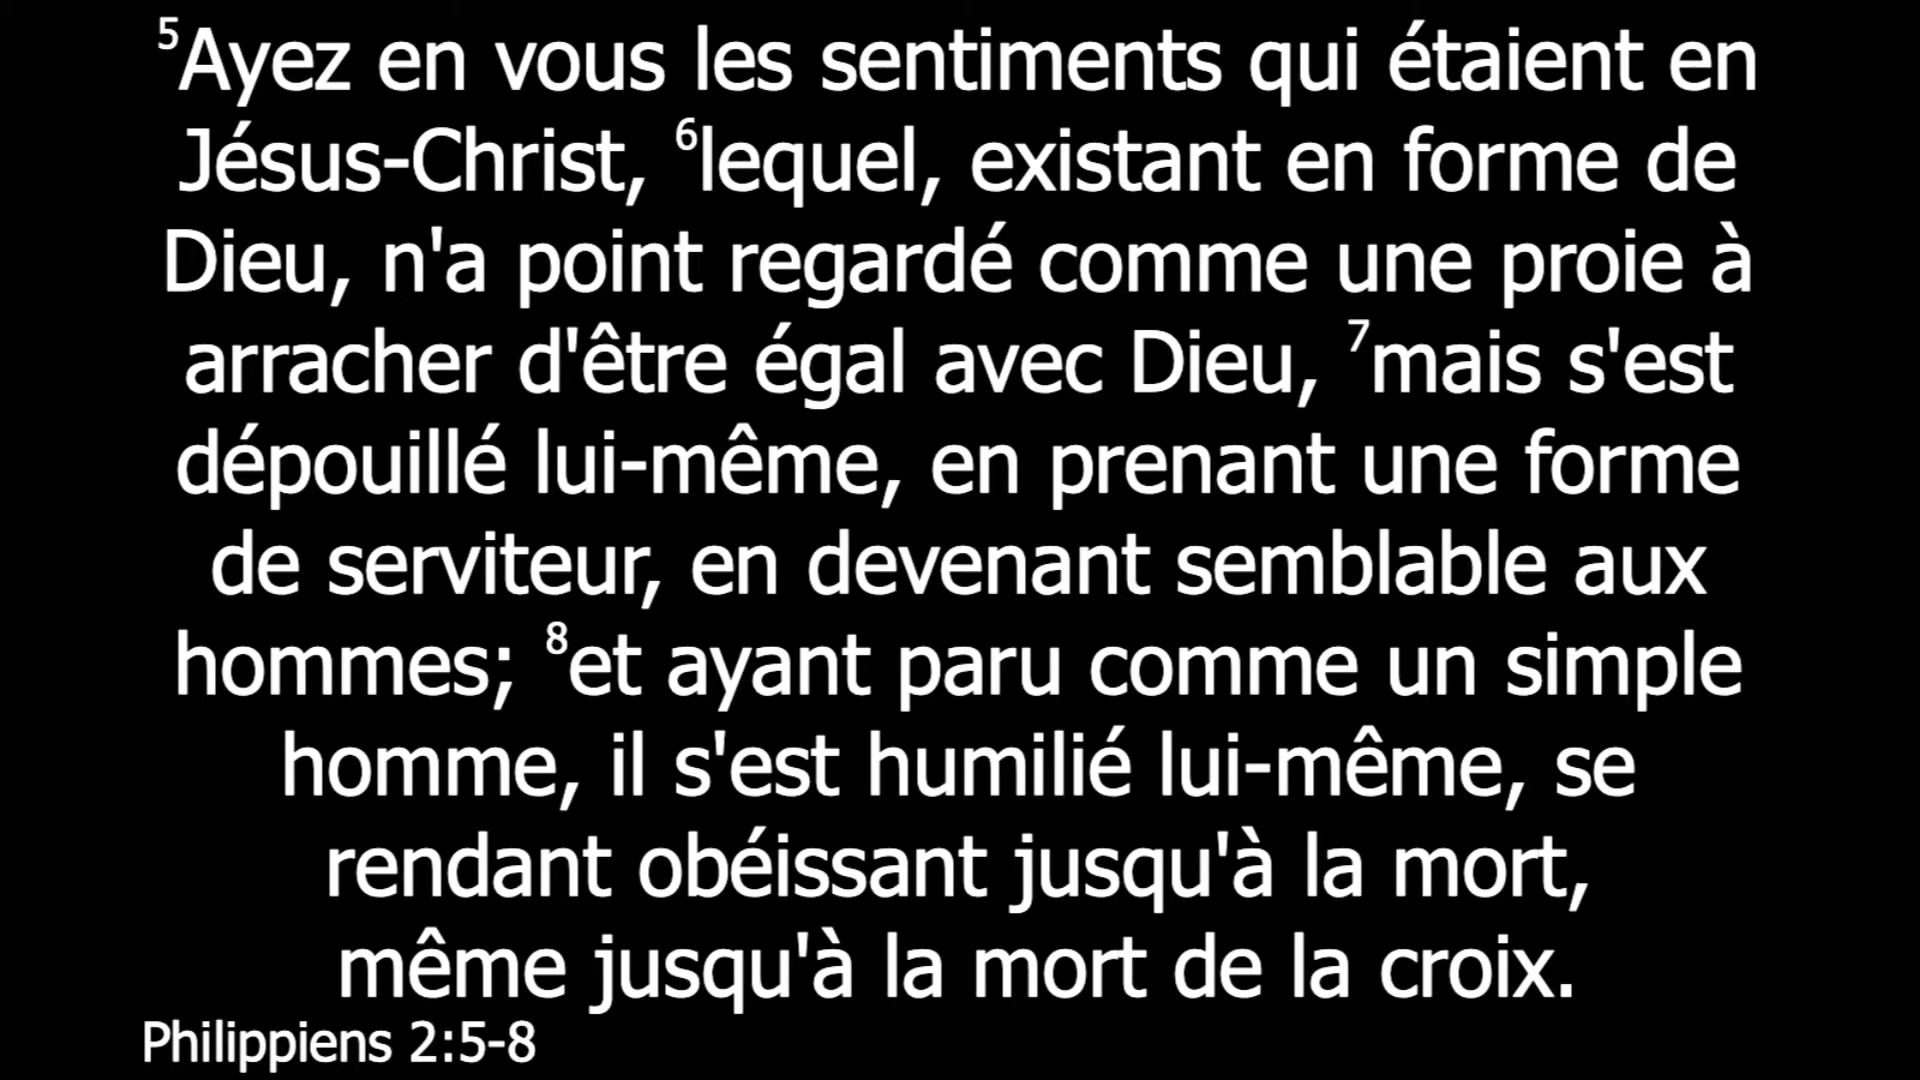 ⁵Ayez en vous les sentiments qui étaient en
Jésus-Christ, ⁶lequel, existant en forme de
Dieu, n'a point regardé comme une proie à
arracher d'être égal avec Dieu, ⁷mais s'est
dépouillé lui-même, en prenant une forme
de serviteur, en devenant semblable aux
hommes; ⁸et ayant paru comme un simple
homme, il s'est humilié lui-même, se
rendant obéissant jusqu'à la mort,
même jusqu'à la mort de la croix.
Philippiens 2:5-8